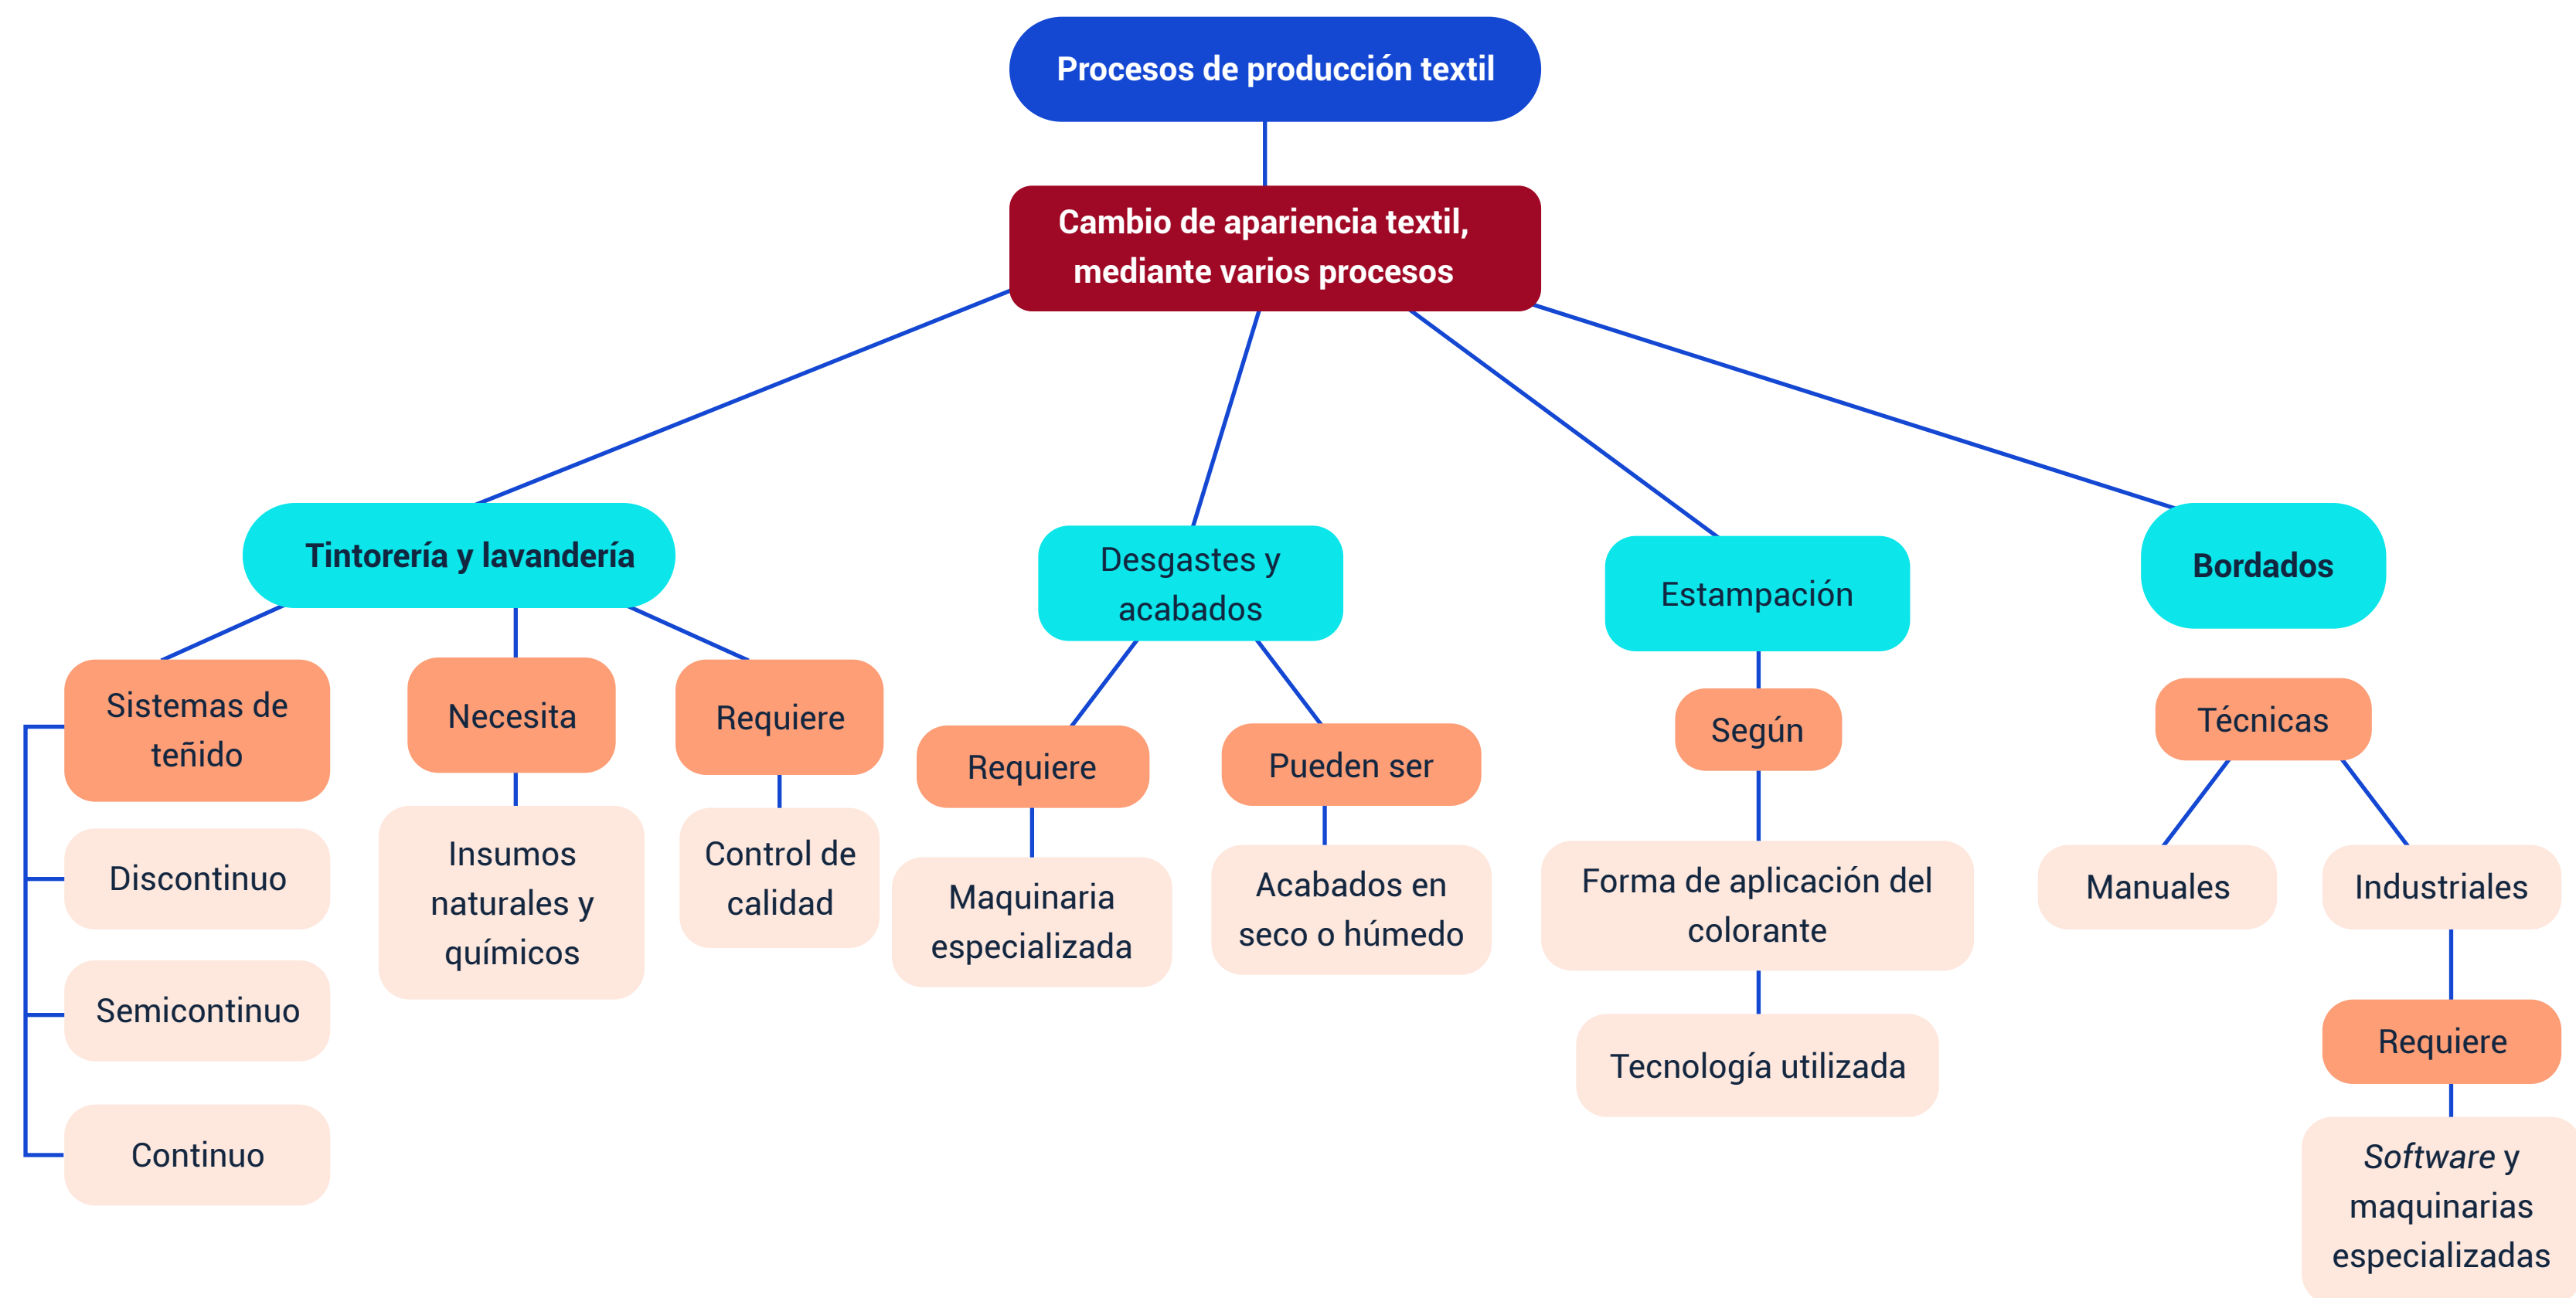 Procesos de producción textil
Cambio de apariencia textil,
mediante varios procesos
Tintorería y lavandería
Sistemas de
teñido
Discontinuo
Semicontinuo
Continuo
Necesita
Insumos
naturales y
químicos
Requiere
Control de
calidad
Desgastes y
acabados
Requiere
Maquinaria
especializada
Pueden ser
Acabados en
seco o húmedo
Estampación
Según
Forma de aplicación del
colorante
Tecnología utilizada
Bordados
Técnicas
Manuales
Industriales
Requiere
Software y
maquinarias
especializadas